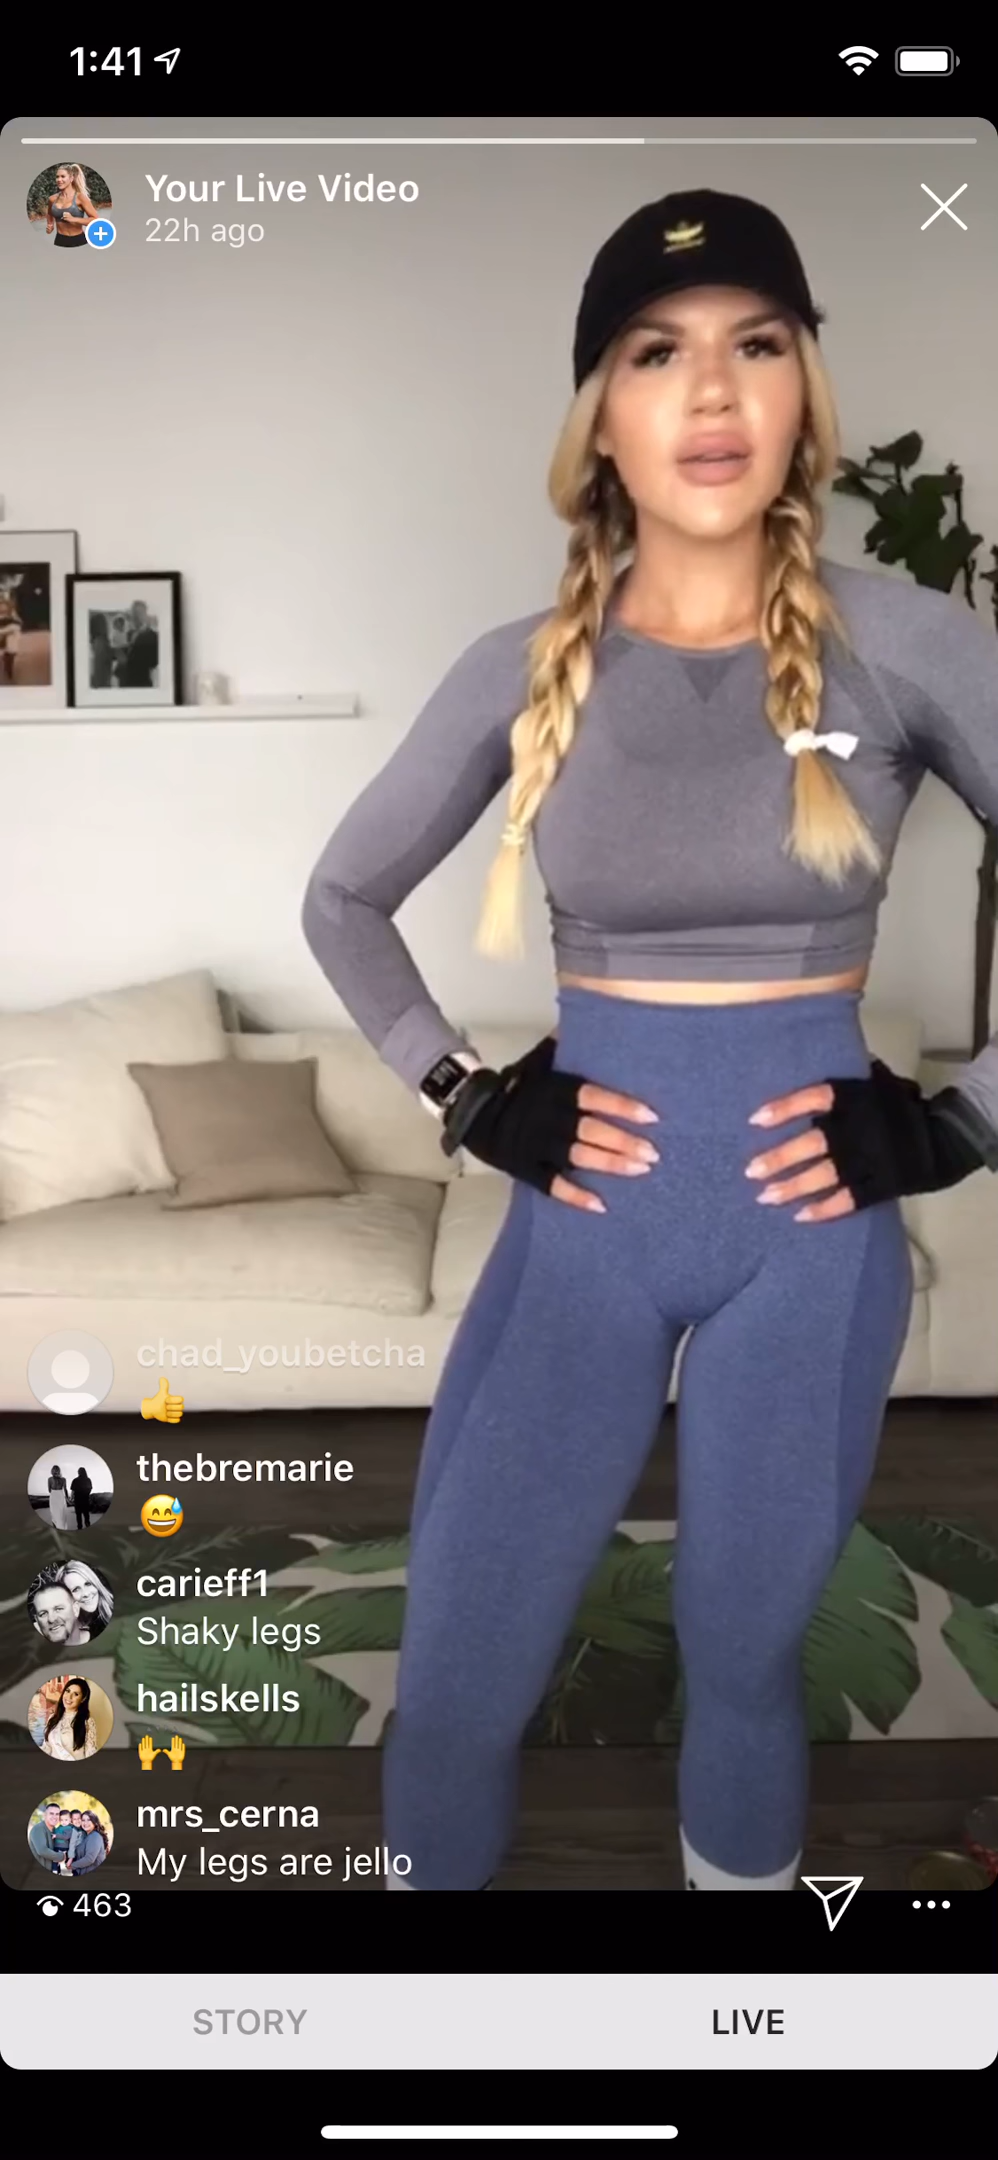 1:41
Your Live Video
22h ago
chad_youbetcha
👍
thebremarie
😅
carieff1
Shaky legs
hailskells
🙌
mrs_cerna
My legs are jello
463
STORY
LIVE